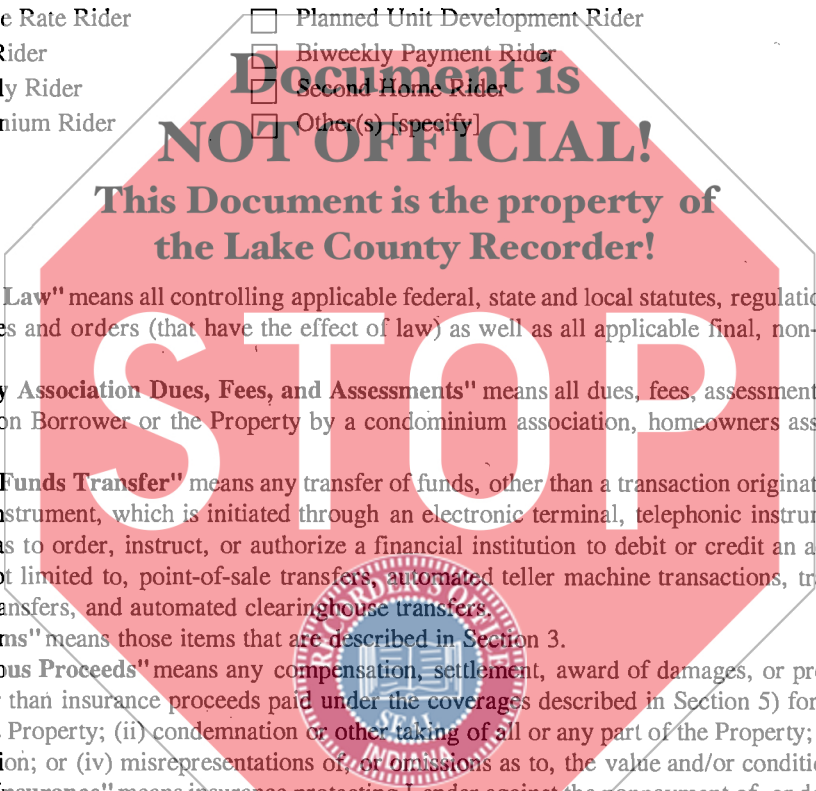 e Rate Rider Planned Unit Development Rider
Rider Biweekly Payment Rider
Document is
ly Rider Second Home Rider
nium Rider Other(s) [specify]
NOT OFFICIAL!
This Document is the property of
the Lake County Recorder!
Law" means all controlling applicable federal, state and local statutes, regulatio
es and orders (that have the effect of law) as well as all applicable final, non-
STOP
y Association Dues, Fees, and Assessments" means all dues, fees, assessment
on Borrower or the Property by a condominium association, homeowners ass
Funds Transfer" means any transfer of funds, other than a transaction originat
nstrument, which is initiated through an electronic terminal, telephonic instru
as to order, instruct, or authorize a financial institution to debit or credit an a
t limited to, point-of-sale transfers, automated teller machine transactions, tr
ansfers, and automated clearinghouse transfers.
RECORDER'S OFFICE
ms" means those items that are described in Section 3.
ous Proceeds" means any compensation, settlement, award of damages, or pr
r than insurance proceeds paid under the coverages described in Section 5) for
SEAL
Property; (ii) condemnation or other taking of all or any part of the Property;
INDIANA
ion; or (iv) misrepresentations of, or omissions as to, the value and/or conditi